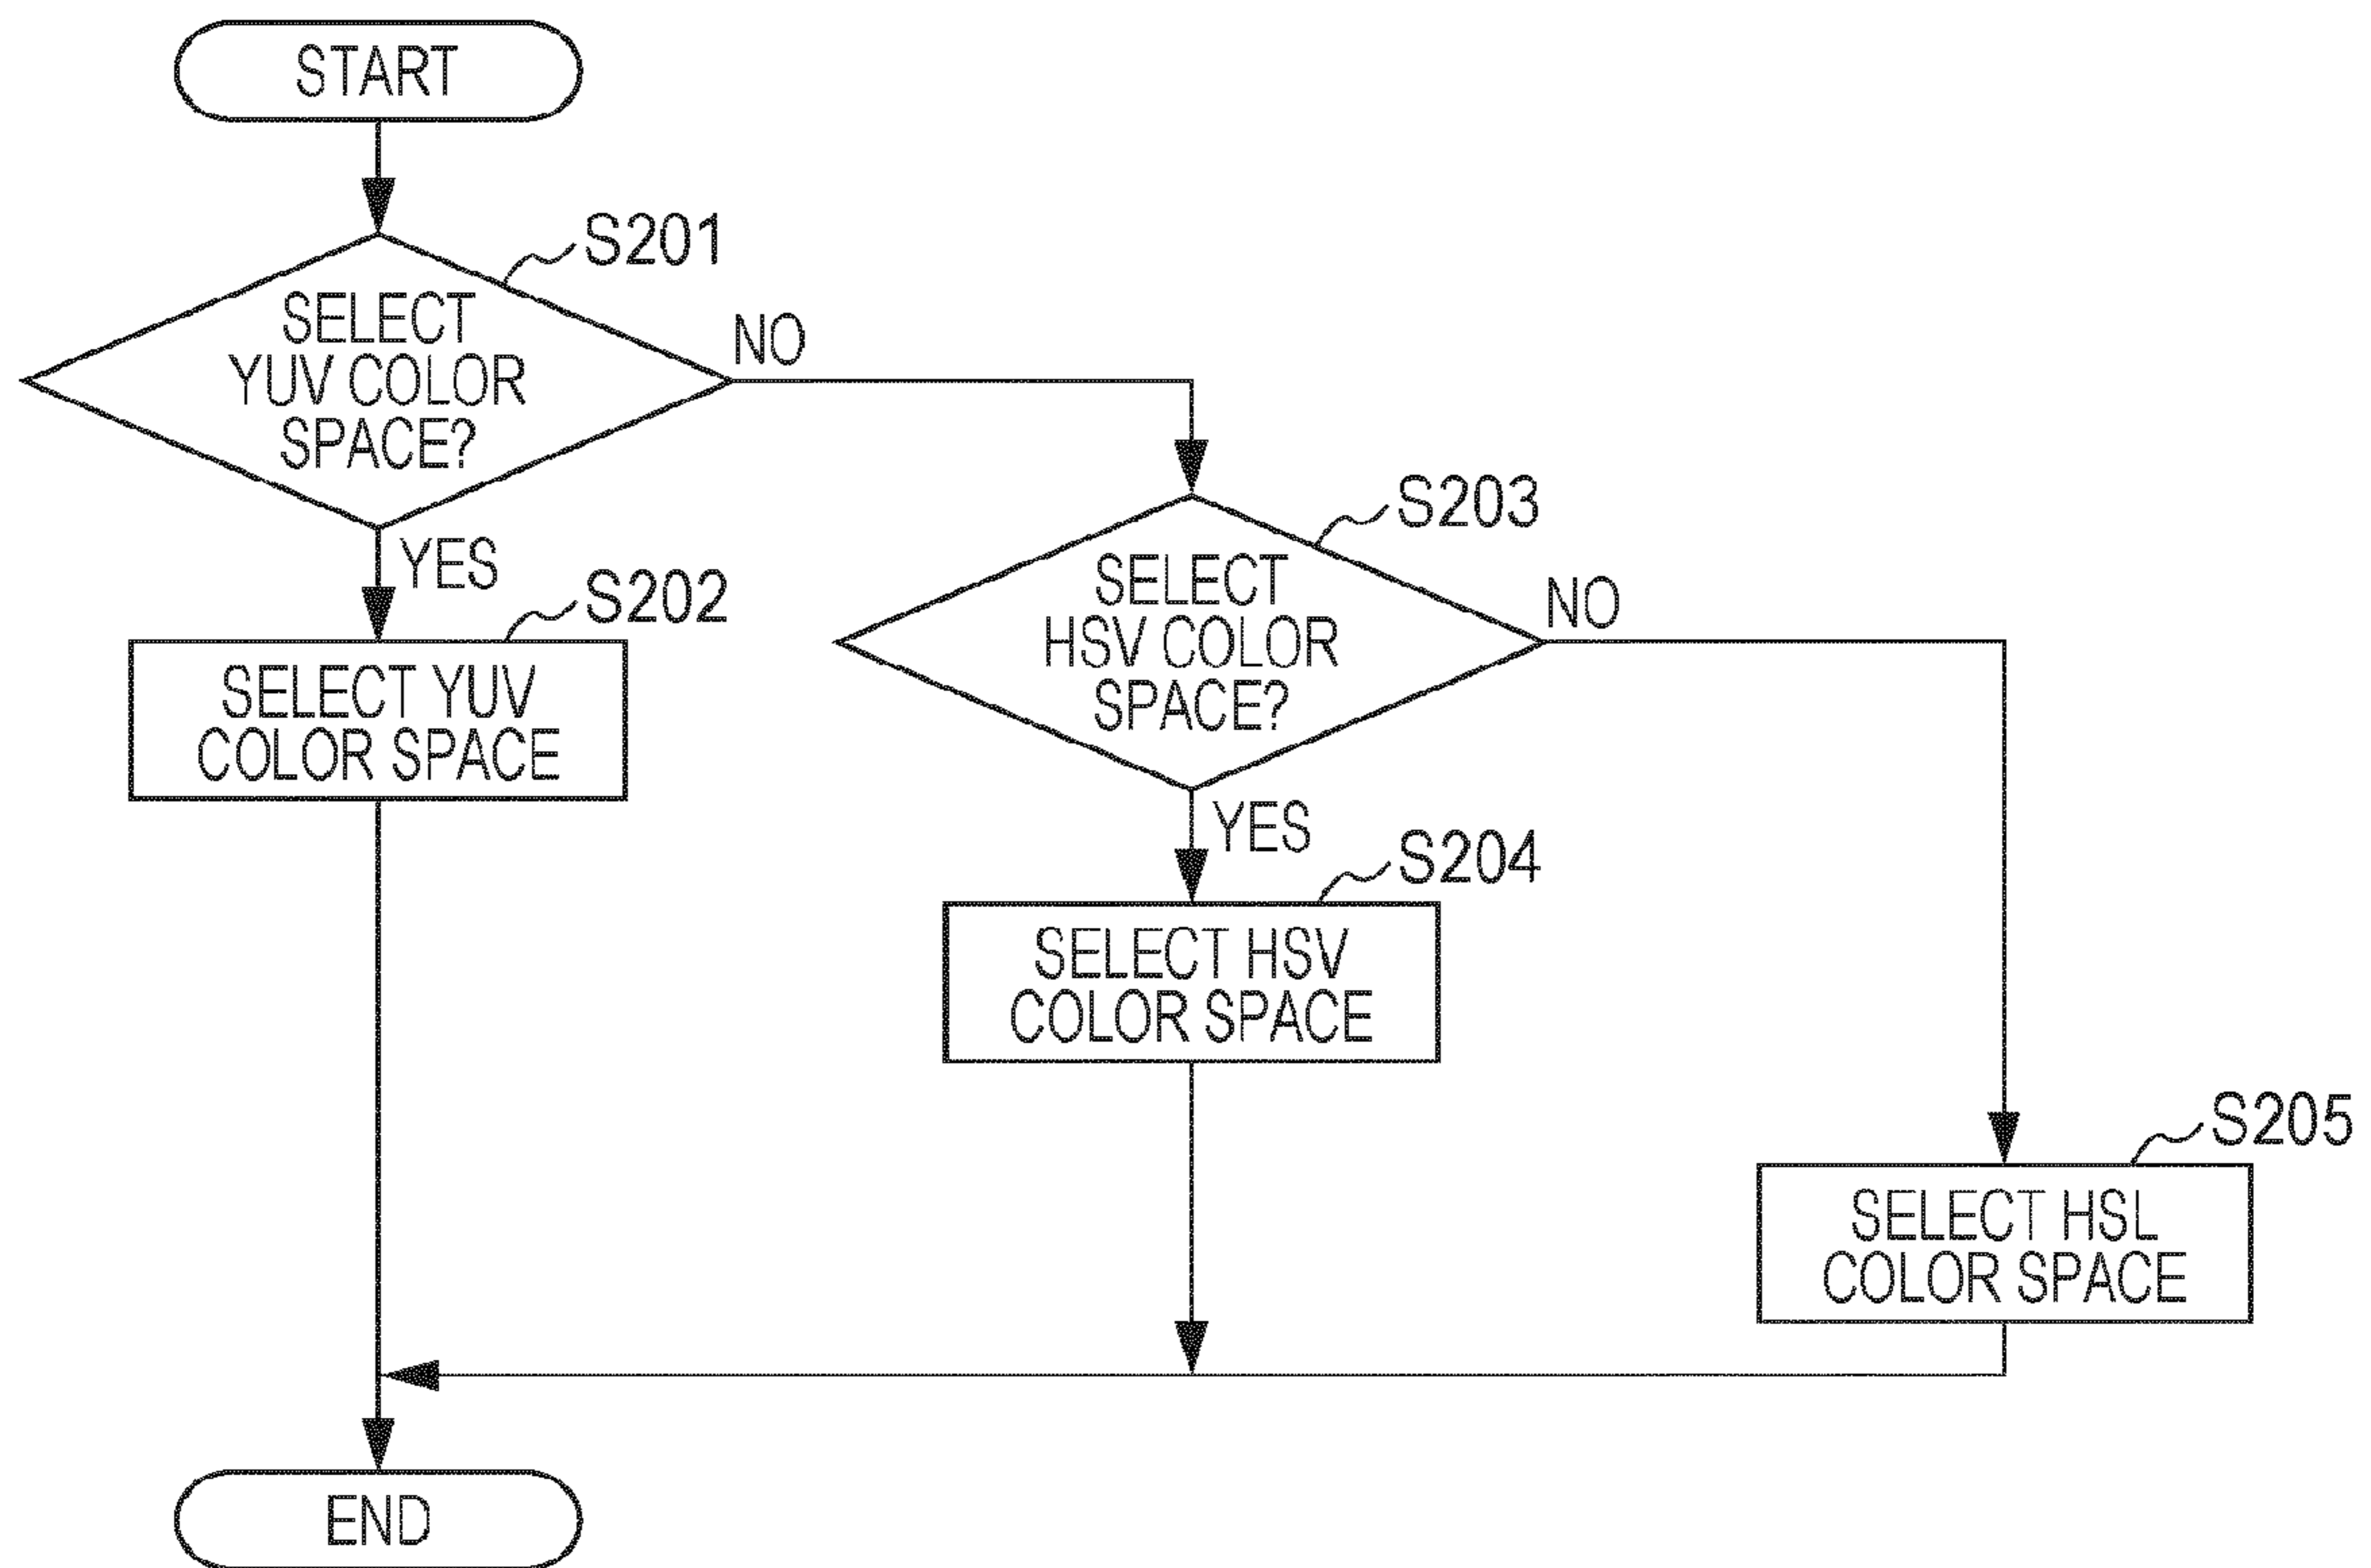 START
S201
SELECT
YUV COLOR
SPACE?
NO
YES
S202
SELECT YUV
COLOR SPACE
S203
SELECT
HSV COLOR
SPACE?
NO
YES
S204
SELECT HSV
COLOR SPACE
S205
SELECT HSL
COLOR SPACE
END